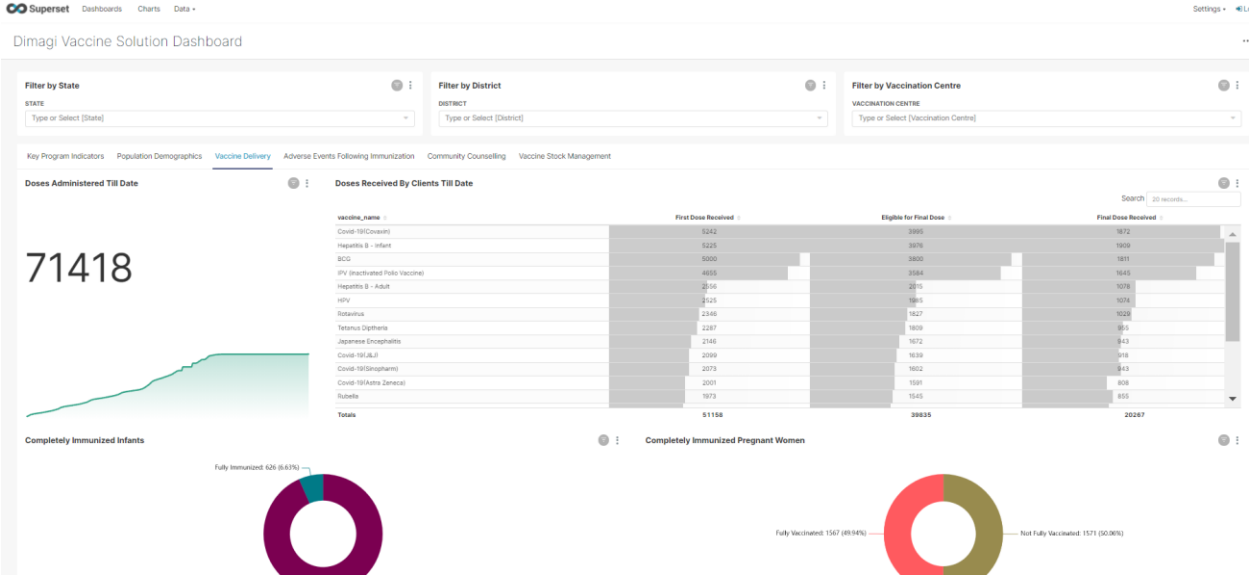 Superset Dashboards Charts Data Settings
Dimagi Vaccine Solution Dashboard
Filter by State
STATE
Type or Select [State]
Filter by District
DISTRICT
Type or Select [District]
Filter by Vaccination Centre
VACCINATION CENTRE
Type or Select [Vaccination Centre]
Key Program Indicators Population Demographics Vaccine Delivery Adverse Events Following Immunization Community Counselling Vaccine Stock Management
Doses Administered Till Date
71418
Doses Received By Clients Till Date
Search 20 records...
vaccine_name First Dose Received Eligible for Final Dose Final Dose Received
Covid-19(Covaxin) 5242 3995 1872
Hepatitis B - Infant 5225 3976 1909
BCG 5000 3800 1811
IPV (Inactivated Polio Vaccine) 4655 3584 1645
Hepatitis B - Adult 2556 2015 1078
HPV 2525 1985 1074
Rotavirus 2346 1827 1029
Tetanus Diptheria 2287 1809 955
Japanese Encephalitis 2146 1672 943
Covid-19(J&J) 2099 1639 918
Covid-19(Sinopharm) 2073 1602 943
Covid-19(Astra Zeneca) 2001 1591 808
Rubella 1973 1545 855
Totals 51158 39835 20267
Completely Immunized Infants
Fully Immunized: 626 (6.63%)
Completely Immunized Pregnant Women
Fully Vaccinated: 1567 (49.94%)
Not Fully Vaccinated: 1571 (50.06%)